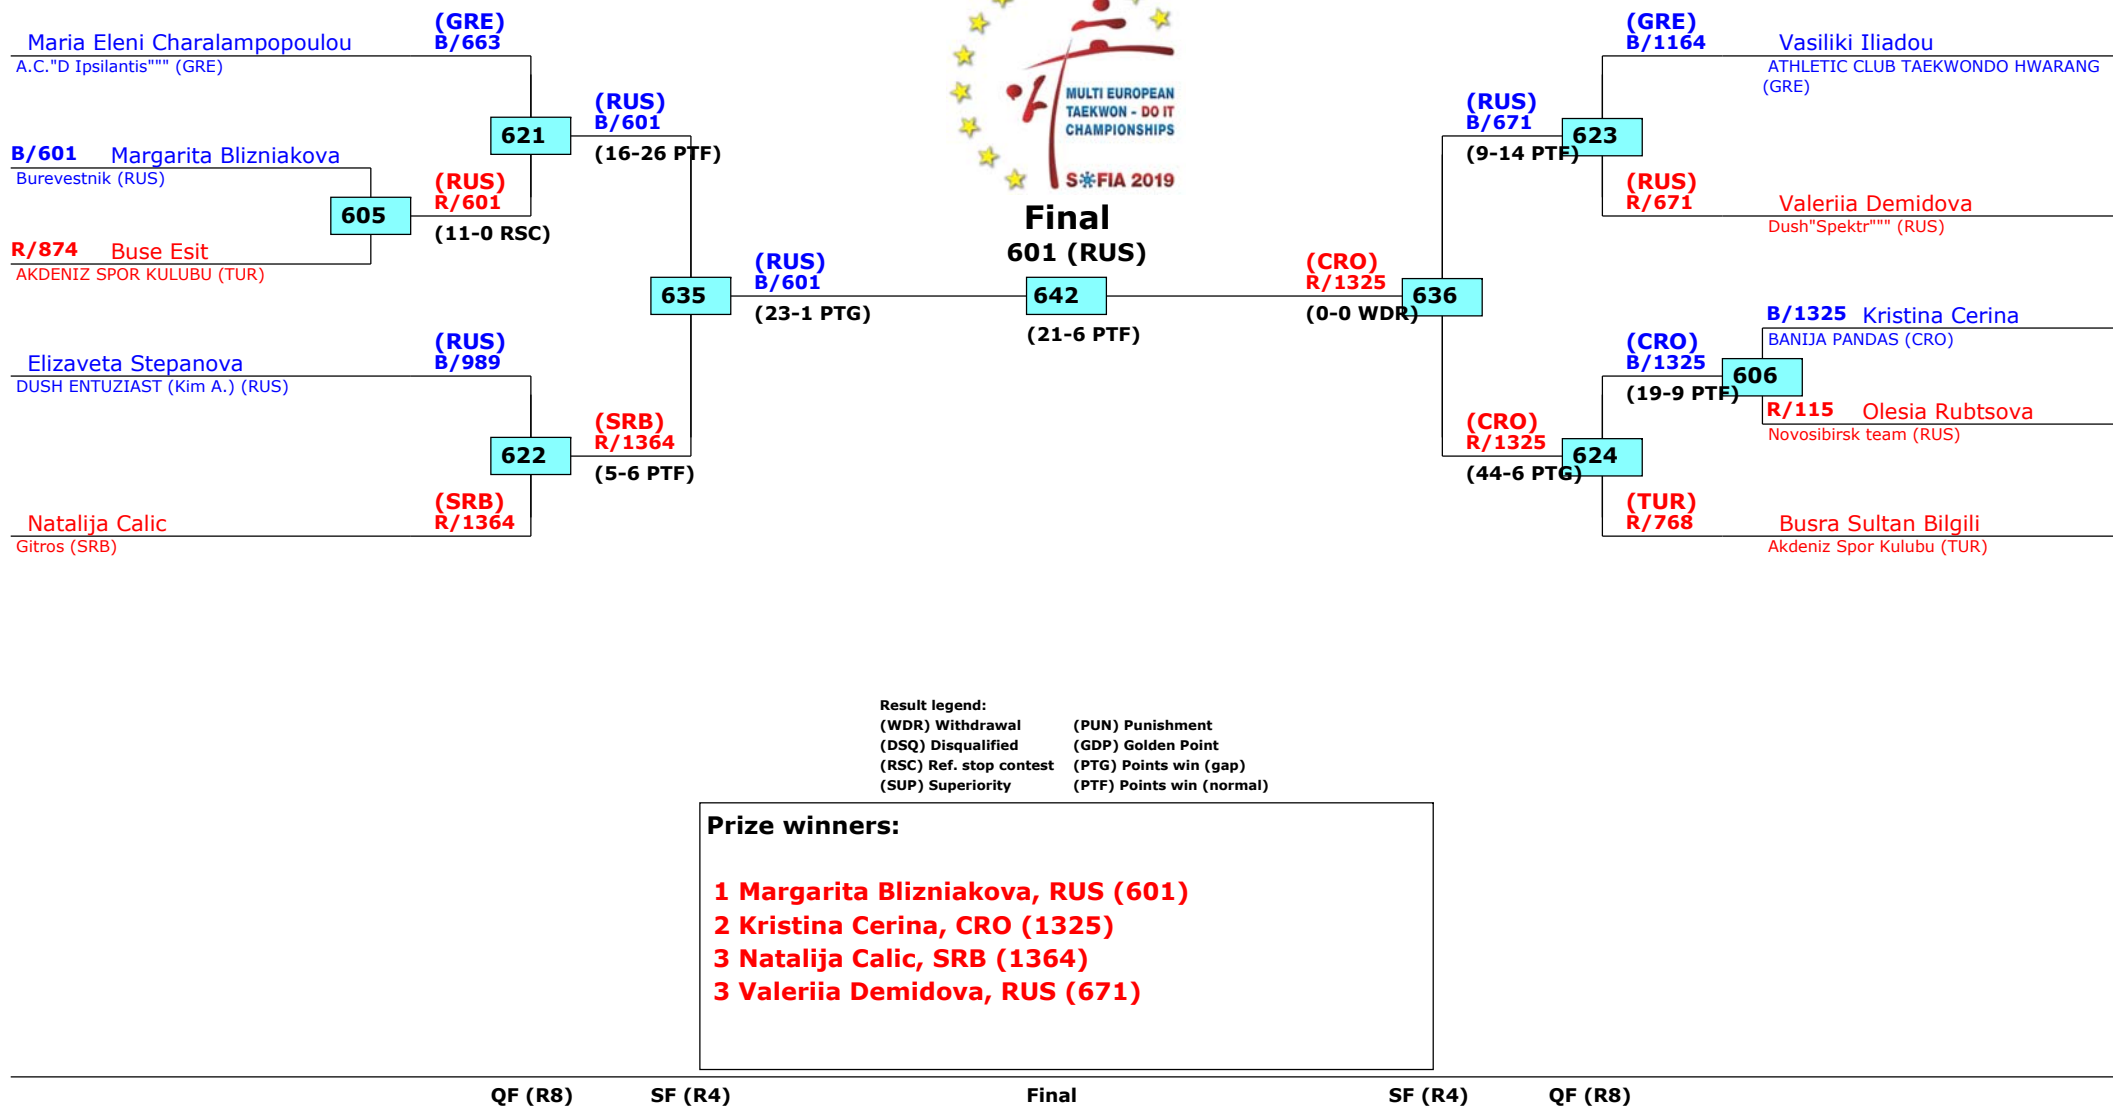 (GRE)
B/663
Maria Eleni Charalampopoulou
A.C."D Ipsilantis""" (GRE)
B/601 Margarita Blizniakova
Burevestnik (RUS)
605
R/874 Buse Esit
AKDENIZ SPOR KULUBU (TUR)
(RUS)
R/601
(11-0 RSC)
621
(RUS)
B/601
(16-26 PTF)
(RUS)
B/989
Elizaveta Stepanova
DUSH ENTUZIAST (Kim A.) (RUS)
622
(SRB)
R/1364
(5-6 PTF)
(SRB)
R/1364
Natalija Calic
Gitros (SRB)
635
(RUS)
B/601
(23-1 PTG)
MULTI EUROPEAN
TAEKWON - DO IT
CHAMPIONSHIPS
S FIA 2019
Final
601 (RUS)
642
(21-6 PTF)
(CRO)
R/1325
(0-0 WDR)
636
(RUS)
B/671
(9-14 PTF)
623
(GRE)
B/1164
Vasiliki Iliadou
ATHLETIC CLUB TAEKWONDO HWARANG
(GRE)
(RUS)
R/671
Valeriia Demidova
Dush"Spektr""" (RUS)
B/1325 Kristina Cerina
BANIJA PANDAS (CRO)
(CRO)
B/1325
(19-9 PTF)
606
R/115 Olesia Rubtsova
Novosibirsk team (RUS)
(CRO)
R/1325
(44-6 PTG)
624
(TUR)
R/768
Busra Sultan Bilgili
Akdeniz Spor Kulubu (TUR)
Result legend:
(WDR) Withdrawal (PUN) Punishment
(DSQ) Disqualified (GDP) Golden Point
(RSC) Ref. stop contest (PTG) Points win (gap)
(SUP) Superiority (PTF) Points win (normal)
Prize winners:
1 Margarita Blizniakova, RUS (601)
2 Kristina Cerina, CRO (1325)
3 Natalija Calic, SRB (1364)
3 Valeriia Demidova, RUS (671)
QF (R8) SF (R4) Final SF (R4) QF (R8)